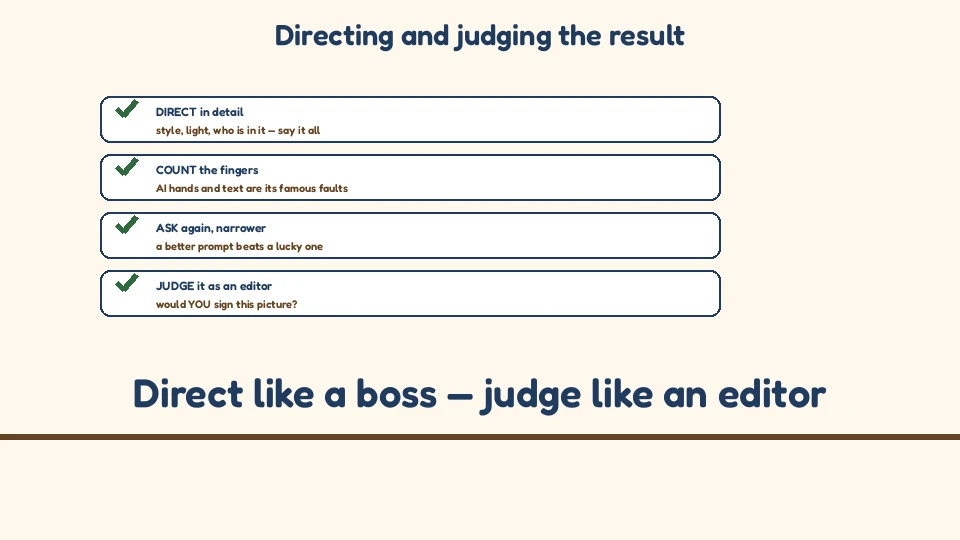 Directing and judging the result
DIRECT in detail
style, light, who is in it — say it all
COUNT the fingers
AI hands and text are its famous faults
ASK again, narrower
a better prompt beats a lucky one
JUDGE it as an editor
would YOU sign this picture?
Direct like a boss — judge like an editor